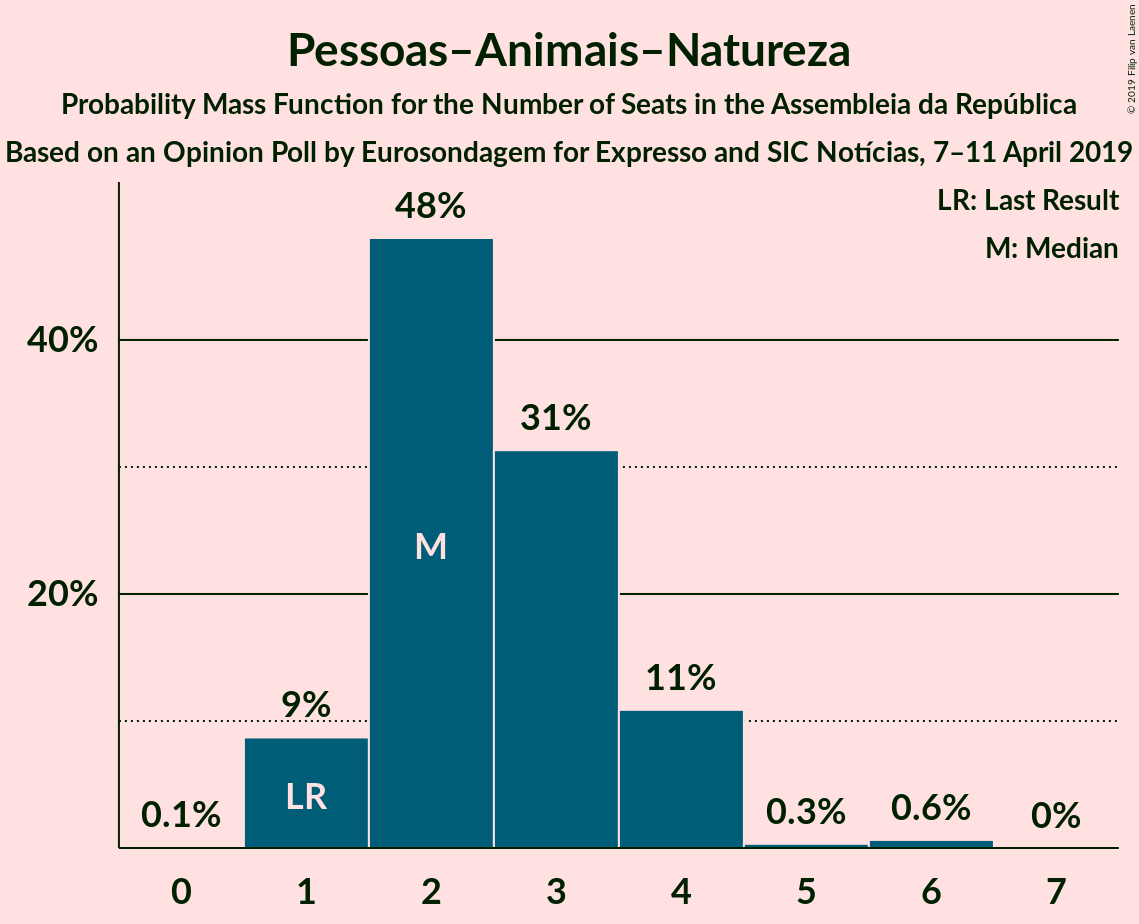 Pessoas–Animais–Natureza
Probability Mass Function for the Number of Seats in the Assembleia da República
Based on an Opinion Poll by Eurosondagem for Expresso and SIC Notícias, 7–11 April 2019
© 2019 Filip van Laenen
LR: Last Result
M: Median
48%
40%
31%
M
20%
11%
9%
LR
0.1%
0.3%
0.6%
0%
0 1 2 3 4 5 6 7